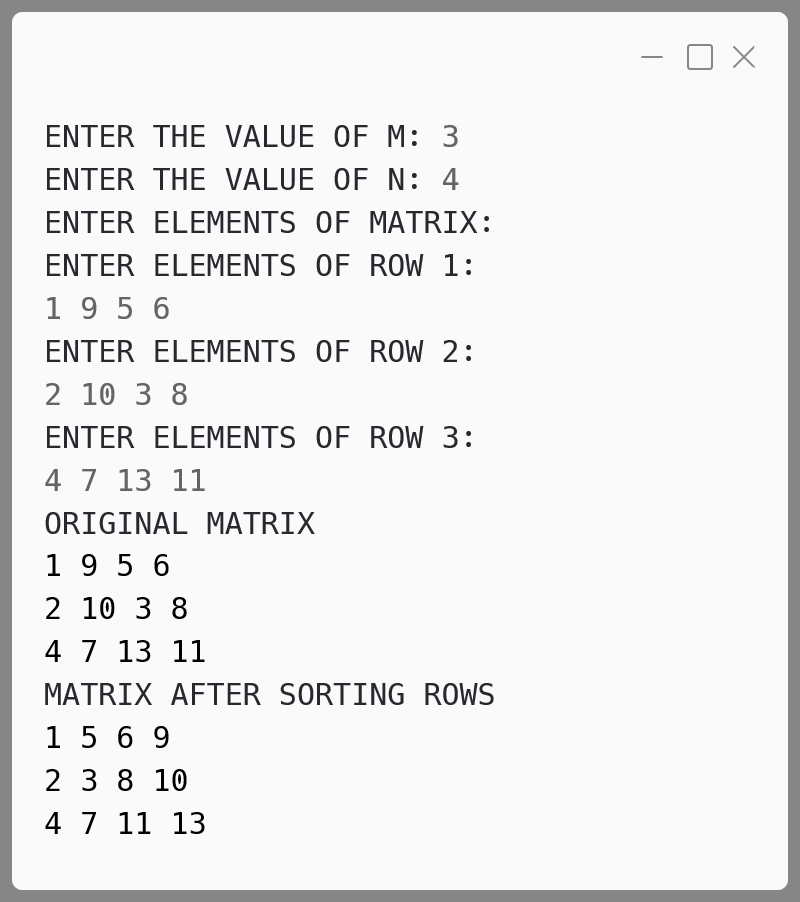 ENTER THE VALUE OF M: 3
ENTER THE VALUE OF N: 4
ENTER ELEMENTS OF MATRIX:
ENTER ELEMENTS OF ROW 1:
1 9 5 6
ENTER ELEMENTS OF ROW 2:
2 10 3 8
ENTER ELEMENTS OF ROW 3:
4 7 13 11
ORIGINAL MATRIX
1 9 5 6
2 10 3 8
4 7 13 11
MATRIX AFTER SORTING ROWS
1 5 6 9
2 3 8 10
4 7 11 13